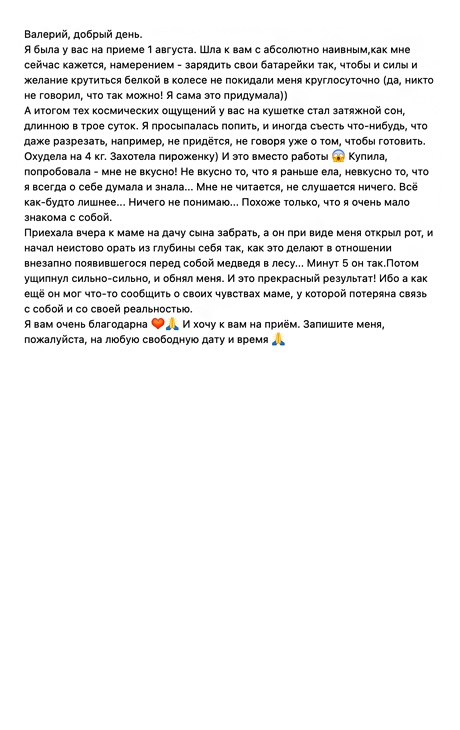 Валерий, добрый день.
Я была у вас на приеме 1 августа. Шла к вам с абсолютно наивным,как мне
сейчас кажется, намерением - зарядить свои батарейки так, чтобы и силы и
желание крутиться белкой в колесе не покидали меня круглосуточно (да, никто
не говорил, что так можно! Я сама это придумала))
А итогом тех космических ощущений у вас на кушетке стал затяжной сон,
длинною в трое суток. Я просыпалась попить, и иногда съесть что-нибудь, что
даже разрезать, например, не придётся, не говоря уже о том, чтобы готовить.
Охудела на 4 кг. Захотела пироженку) И это вместо работы 😱 Купила,
попробовала - мне не вкусно! Не вкусно то, что я раньше ела, невкусно то, что
я всегда о себе думала и знала... Мне не читается, не слушается ничего. Всё
как-будто лишнее... Ничего не понимаю... Похоже только, что я очень мало
знакома с собой.
Приехала вчера к маме на дачу сына забрать, а он при виде меня открыл рот, и
начал неистово орать из глубины себя так, как это делают в отношении
внезапно появившегося перед собой медведя в лесу... Минут 5 он так.Потом
ущипнул сильно-сильно, и обнял меня. И это прекрасный результат! Ибо а как
ещё он мог что-то сообщить о своих чувствах маме, у которой потеряна связь
с собой и со своей реальностью.
Я вам очень благодарна ❤️🙏 И хочу к вам на приём. Запишите меня,
пожалуйста, на любую свободную дату и время 🙏